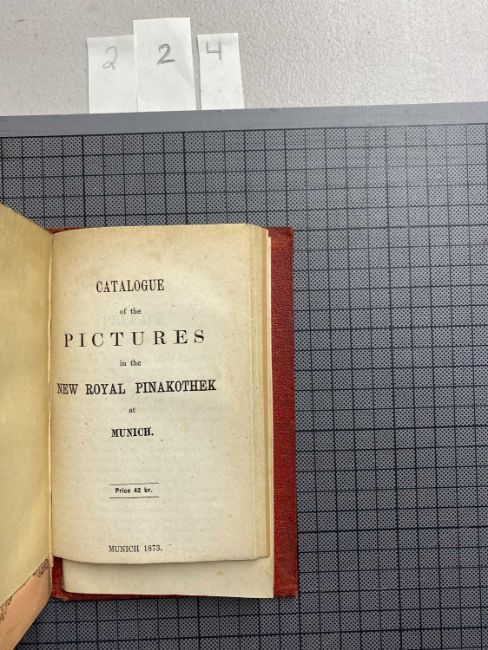 2 2 4
CATALOGUE
of the
PICTURES
in the
NEW ROYAL PINAKOTHEK
at
MUNICH.
Price 42 kr.
MUNICH 1873.